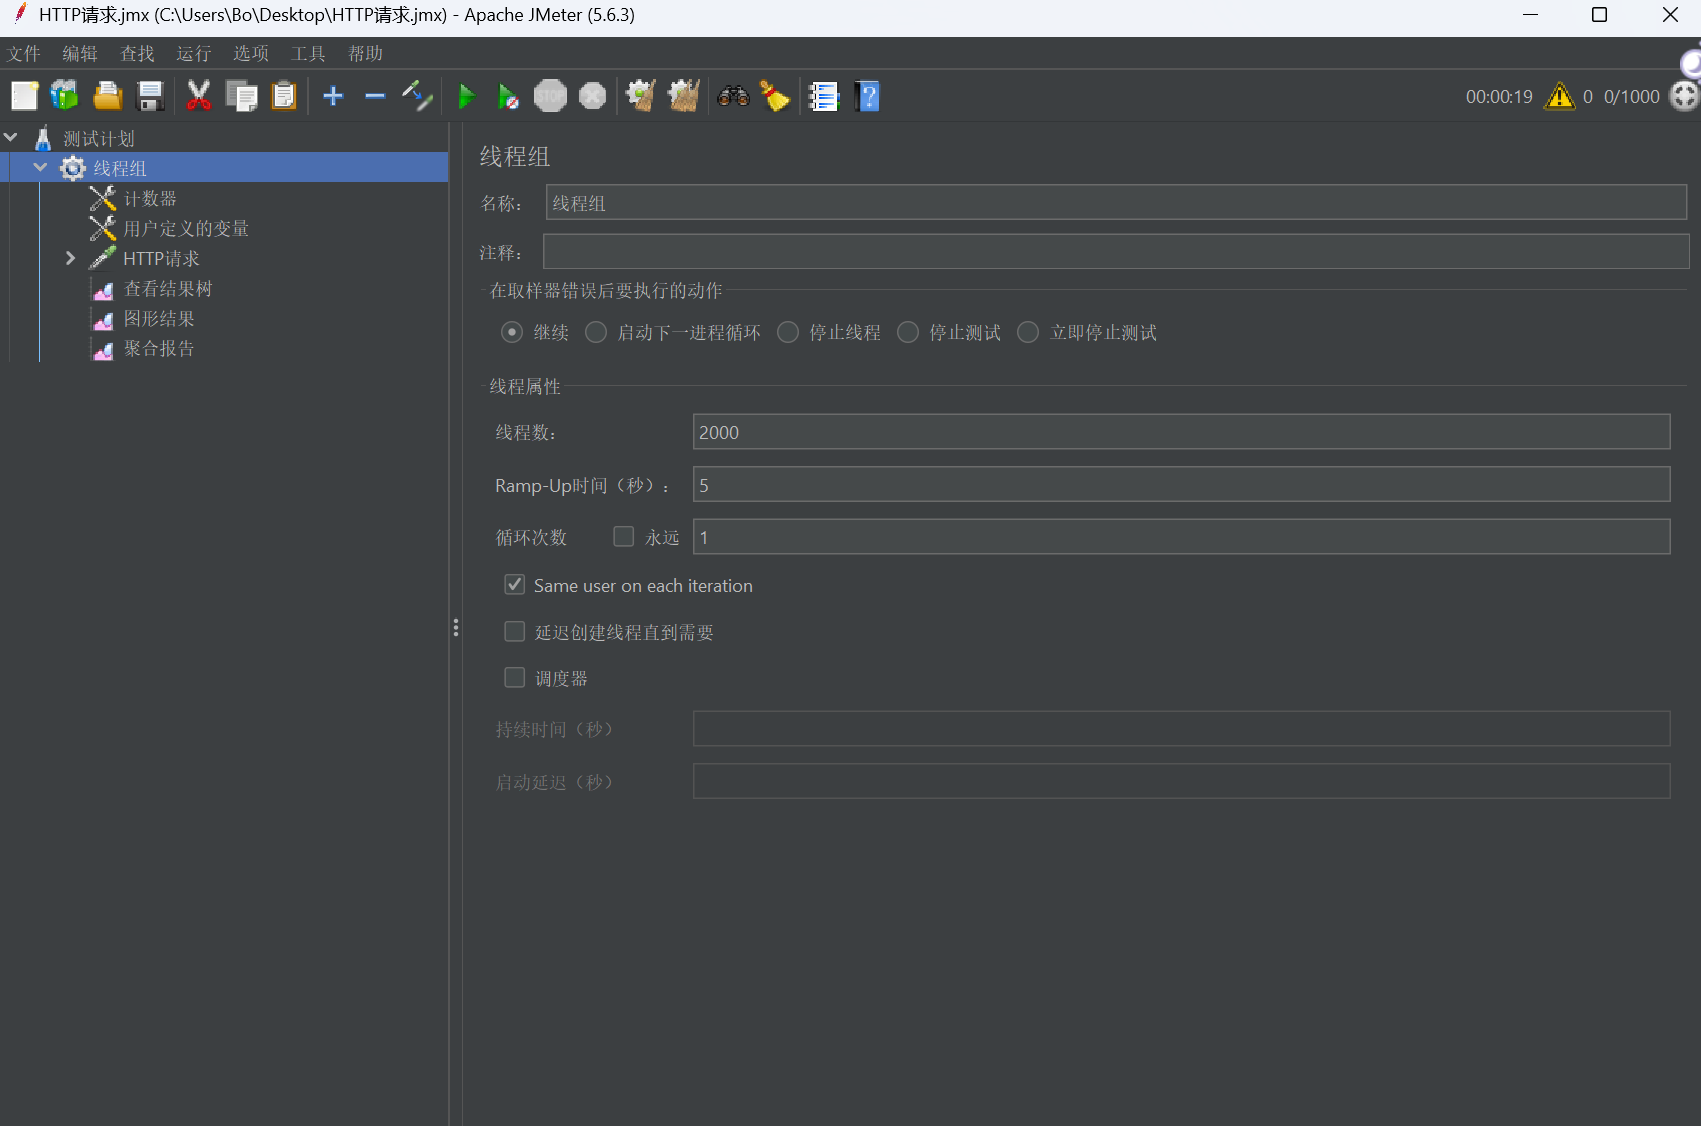 HTTP请求.jmx (C:\Users\Bo\Desktop\HTTP请求.jmx) - Apache JMeter (5.6.3)
文件 编辑 查找 运行 选项 工具 帮助
STOP 00:00:19 0 0/1000
测试计划
线程组
计数器
用户定义的变量
HTTP请求
查看结果树
图形结果
聚合报告
线程组
名称： 线程组
注释：
在取样器错误后要执行的动作
继续 启动下一进程循环 停止线程 停止测试 立即停止测试
线程属性
线程数： 2000
Ramp-Up时间（秒）： 5
循环次数 永远 1
Same user on each iteration
延迟创建线程直到需要
调度器
持续时间（秒）
启动延迟（秒）